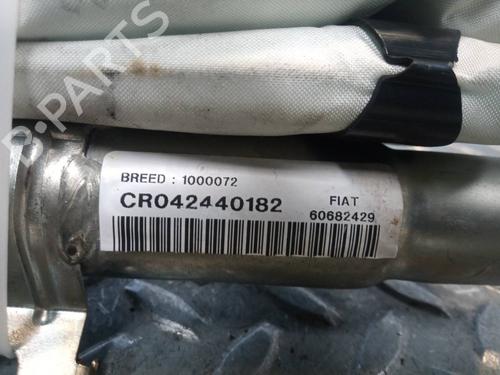 B-PARTS
BREED : 1000072
CR042440182
FIAT
60682429